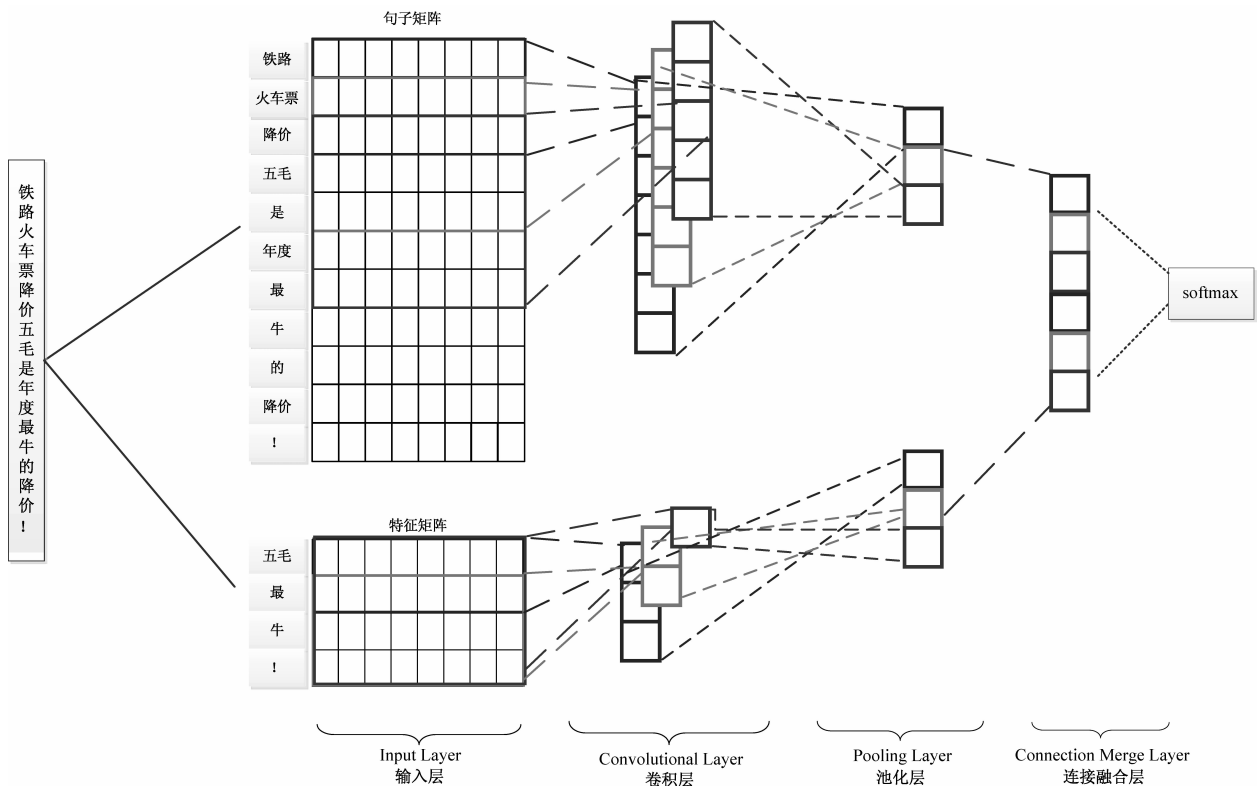 铁路火车票降价五毛是年度最牛的降价！
句子矩阵
铁路
火车票
降价
五毛
是
年度
最
牛
的
降价
！
特征矩阵
五毛
最
牛
！
softmax
Input Layer
输入层
Convolutional Layer
卷积层
Pooling Layer
池化层
Connection Merge Layer
连接融合层